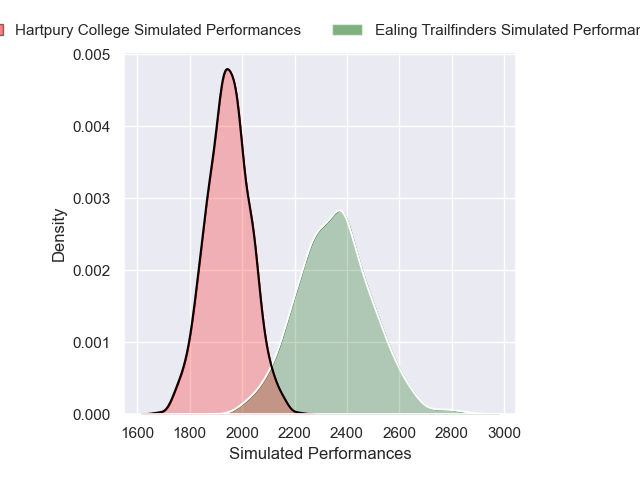 Hartpury College Simulated Performances Ealing Trailfinders Simulated
0.005
0.004
0.003
0.002
0.001
0.000
Density
1600 1800 2000 2200 2400 2600 2800 3000
Simulated Performances